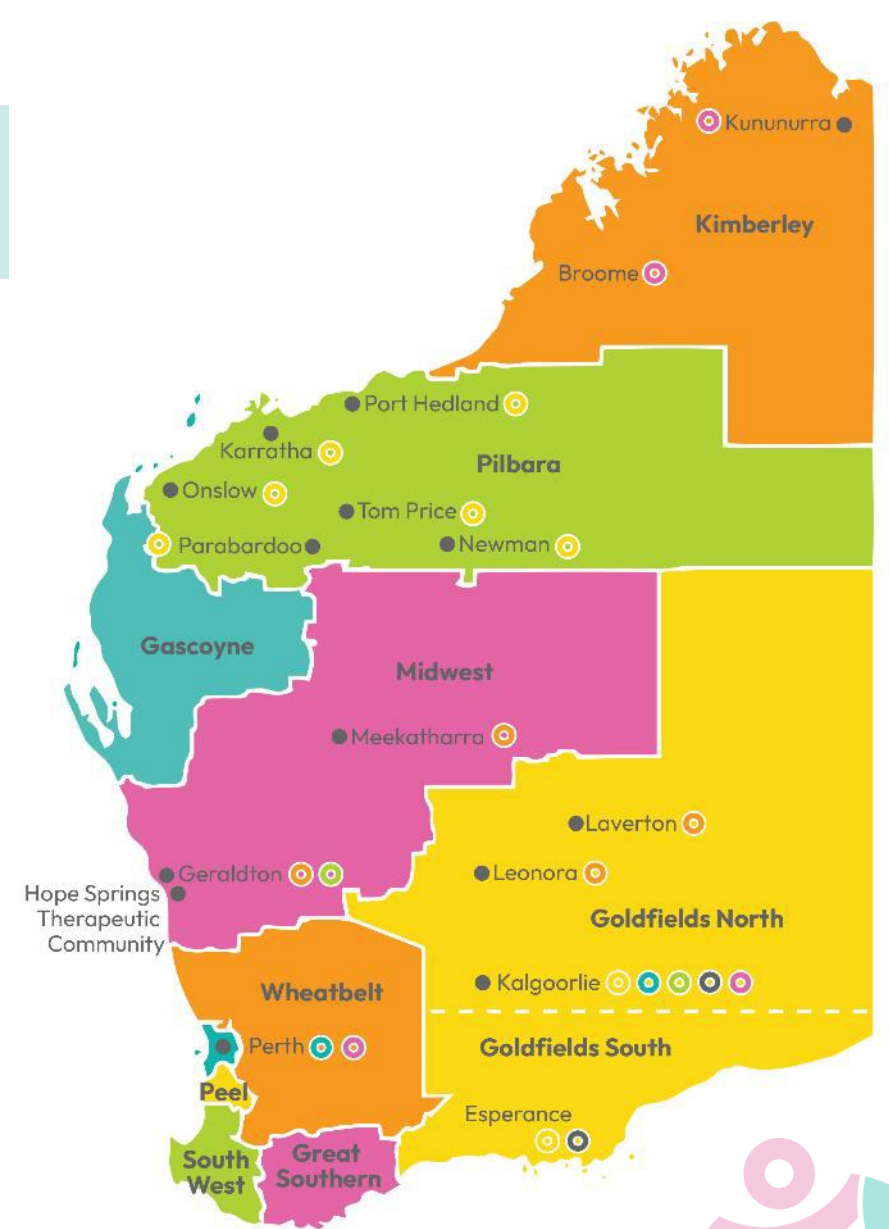 Kununurra
Kimberley
Broome
Port Hedland
Karratha
Pilbara
Onslow
Tom Price
Parabardoo
Newman
Gascoyne
Midwest
Meekatharra
Laverton
Geraldton
Leonora
Hope Springs
Therapeutic
Community
Goldfields North
Kalgoorlie
Wheatbelt
Perth
Goldfields South
Peel
Esperance
South
West
Great
Southern